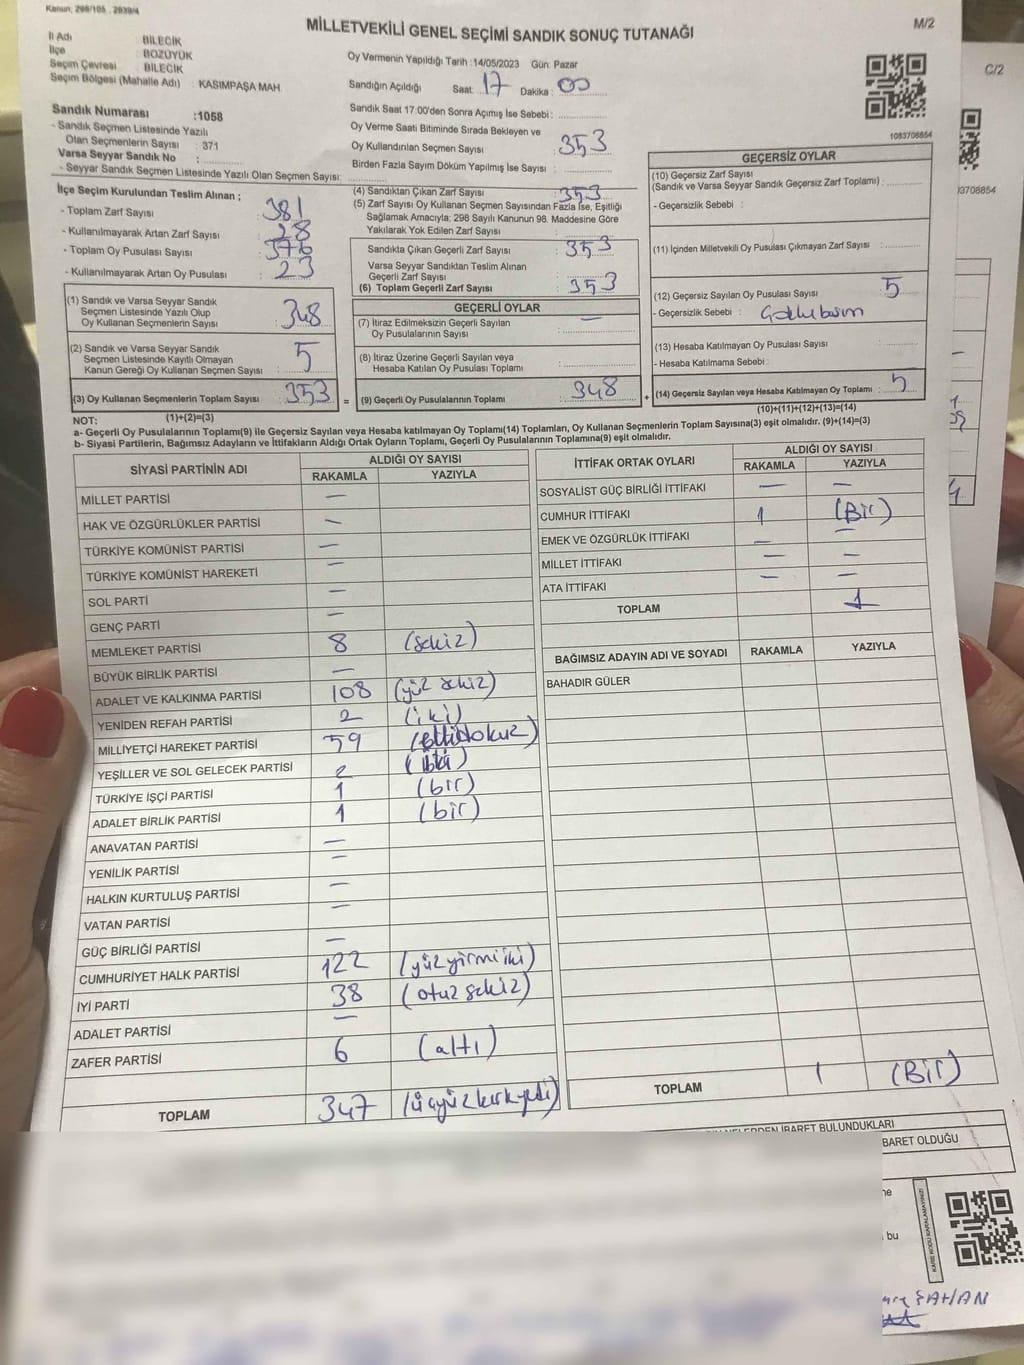 Kanun: 298/105 . 2839/4
MİLLETVEKİLİ GENEL SEÇİMİ SANDIK SONUÇ TUTANAĞI
M/2
C/2
İl Adı BİLECİK
İlçe BOZÜYÜK
Seçim Çevresi BİLECİK
Seçim Bölgesi (Mahalle Adı) : KASIMPAŞA MAH.
Oy Vermenin Yapıldığı Tarih :14/05/2023 Gün: Pazar
Sandığın Açıldığı Saat: 17 Dakika: 00
Sandık Saat 17:00'den Sonra Açımış İse Sebebi:
Oy Verme Saati Bitiminde Sırada Bekleyen ve
Oy Kullandırılan Seçmen Sayısı : 353
Birden Fazla Sayım Döküm Yapılmış İse Sayısı :
1083708854
Sandık Numarası :1058
- Sandık Seçmen Listesinde Yazılı
Olan Seçmenlerin Sayısı : 371
Varsa Seyyar Sandık No :
- Seyyar Sandık Seçmen Listesinde Yazılı Olan Seçmen Sayısı:
İlçe Seçim Kurulundan Teslim Alınan ;
- Toplam Zarf Sayısı : 381
- Kullanılmayarak Artan Zarf Sayısı : 28
- Toplam Oy Pusulası Sayısı : 376
- Kullanılmayarak Artan Oy Pusulası : 23
(1) Sandık ve Varsa Seyyar Sandık
Seçmen Listesinde Yazılı Olup
Oy Kullanan Seçmenlerin Sayısı : 348
(2) Sandık ve Varsa Seyyar Sandık
Seçmen Listesinde Kayıtlı Olmayan
Kanun Gereği Oy Kullanan Seçmen Sayısı : 5
(3) Oy Kullanan Seçmenlerin Toplam Sayısı : 353
=
(4) Sandıktan Çıkan Zarf Sayısı : 353
(5) Zarf Sayısı Oy Kullanan Seçmen Sayısından Fazla İse, Eşitliği
Sağlamak Amacıyla; 298 Sayılı Kanunun 98. Maddesine Göre
Yakılarak Yok Edilen Zarf Sayısı :
Sandıkta Çıkan Geçerli Zarf Sayısı : 353
Varsa Seyyar Sandıktan Teslim Alınan
Geçerli Zarf Sayısı
(6) Toplam Geçerli Zarf Sayısı : 353
GEÇERLİ OYLAR
(7) İtiraz Edilmeksizin Geçerli Sayılan
Oy Pusulalarının Sayısı : —
(8) İtiraz Üzerine Geçerli Sayılan veya
Hesaba Katılan Oy Pusulası Toplamı :
(9) Geçerli Oy Pusulalarının Toplamı : 348
+
GEÇERSİZ OYLAR
(10) Geçersiz Zarf Sayısı
(Sandık ve Varsa Seyyar Sandık Geçersiz Zarf Toplamı) :
- Geçersizlik Sebebi :
(11) İçinden Milletvekili Oy Pusulası Çıkmayan Zarf Sayısı :
(12) Geçersiz Sayılan Oy Pusulası Sayısı : 5
- Geçersizlik Sebebi :
(13) Hesaba Katılmayan Oy Pusulası Sayısı :
- Hesaba Katılmama Sebebi :
(14) Geçersiz Sayılan veya Hesaba Katılmayan Oy Toplamı : 5
NOT: (1)+(2)=(3)
(10)+(11)+(12)+(13)=(14)
a- Geçerli Oy Pusulalarının Toplamı(9) ile Geçersiz Sayılan veya Hesaba katılmayan Oy Toplamı(14) Toplamları, Oy Kullanan Seçmenlerin Toplam Sayısına(3) eşit olmalıdır. (9)+(14)=(3)
b- Siyasi Partilerin, Bağımsız Adayların ve İttifakların Aldığı Ortak Oyların Toplamı, Geçerli Oy Pusulalarının Toplamına(9) eşit olmalıdır.
SİYASİ PARTİNİN ADI
ALDIĞI OY SAYISI
RAKAMLA YAZIYLA
MİLLET PARTİSİ —
HAK VE ÖZGÜRLÜKLER PARTİSİ —
TÜRKİYE KOMÜNİST PARTİSİ —
TÜRKİYE KOMÜNİST HAREKETİ —
SOL PARTİ —
GENÇ PARTİ —
MEMLEKET PARTİSİ 8 (sekiz)
BÜYÜK BİRLİK PARTİSİ —
ADALET VE KALKINMA PARTİSİ 108 (yüz sekiz)
YENİDEN REFAH PARTİSİ 2 (iki)
MİLLİYETÇİ HAREKET PARTİSİ 59 (ellidokuz)
YEŞİLLER VE SOL GELECEK PARTİSİ 2 (iki)
TÜRKİYE İŞÇİ PARTİSİ 1 (bir)
ADALET BİRLİK PARTİSİ 1 (bir)
ANAVATAN PARTİSİ —
YENİLİK PARTİSİ —
HALKIN KURTULUŞ PARTİSİ —
VATAN PARTİSİ —
GÜÇ BİRLİĞİ PARTİSİ —
CUMHURİYET HALK PARTİSİ 122 (yüz yirmi iki)
İYİ PARTİ 38 (otuz sekiz)
ADALET PARTİSİ —
ZAFER PARTİSİ 6 (altı)
TOPLAM 347 (üçyüz kırkyedi)
İTTİFAK ORTAK OYLARI
ALDIĞI OY SAYISI
RAKAMLA YAZIYLA
SOSYALİST GÜÇ BİRLİĞİ İTTİFAKI — —
CUMHUR İTTİFAKI 1 (Bir)
EMEK VE ÖZGÜRLÜK İTTİFAKI — —
MİLLET İTTİFAKI — —
ATA İTTİFAKI — —
TOPLAM 1
BAĞIMSIZ ADAYIN ADI VE SOYADI RAKAMLA YAZIYLA
BAHADIR GÜLER
TOPLAM 1 (Bir)
İBARET BULUNDUKLARI
BARET OLDUĞU
ne
bu
KARE KODU KARALAMAYINIZ!
ŞAHAN